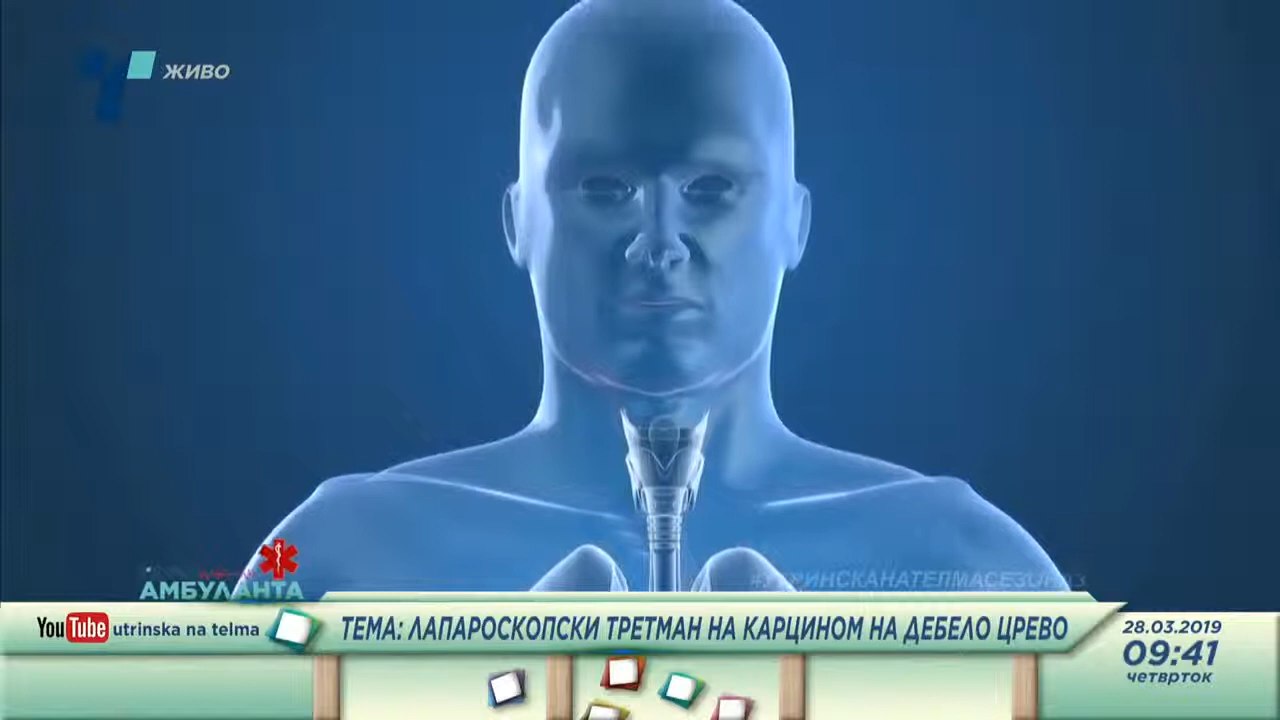 ЖИВО
АМБУЛАНТА
YouTube utrinska na telma
ТЕМА: ЛАПАРОСКОПСКИ ТРЕТМАН НА КАРЦИНОМ НА ДЕБЕЛО ЦРЕВО
28.03.2019
09:41
четврток